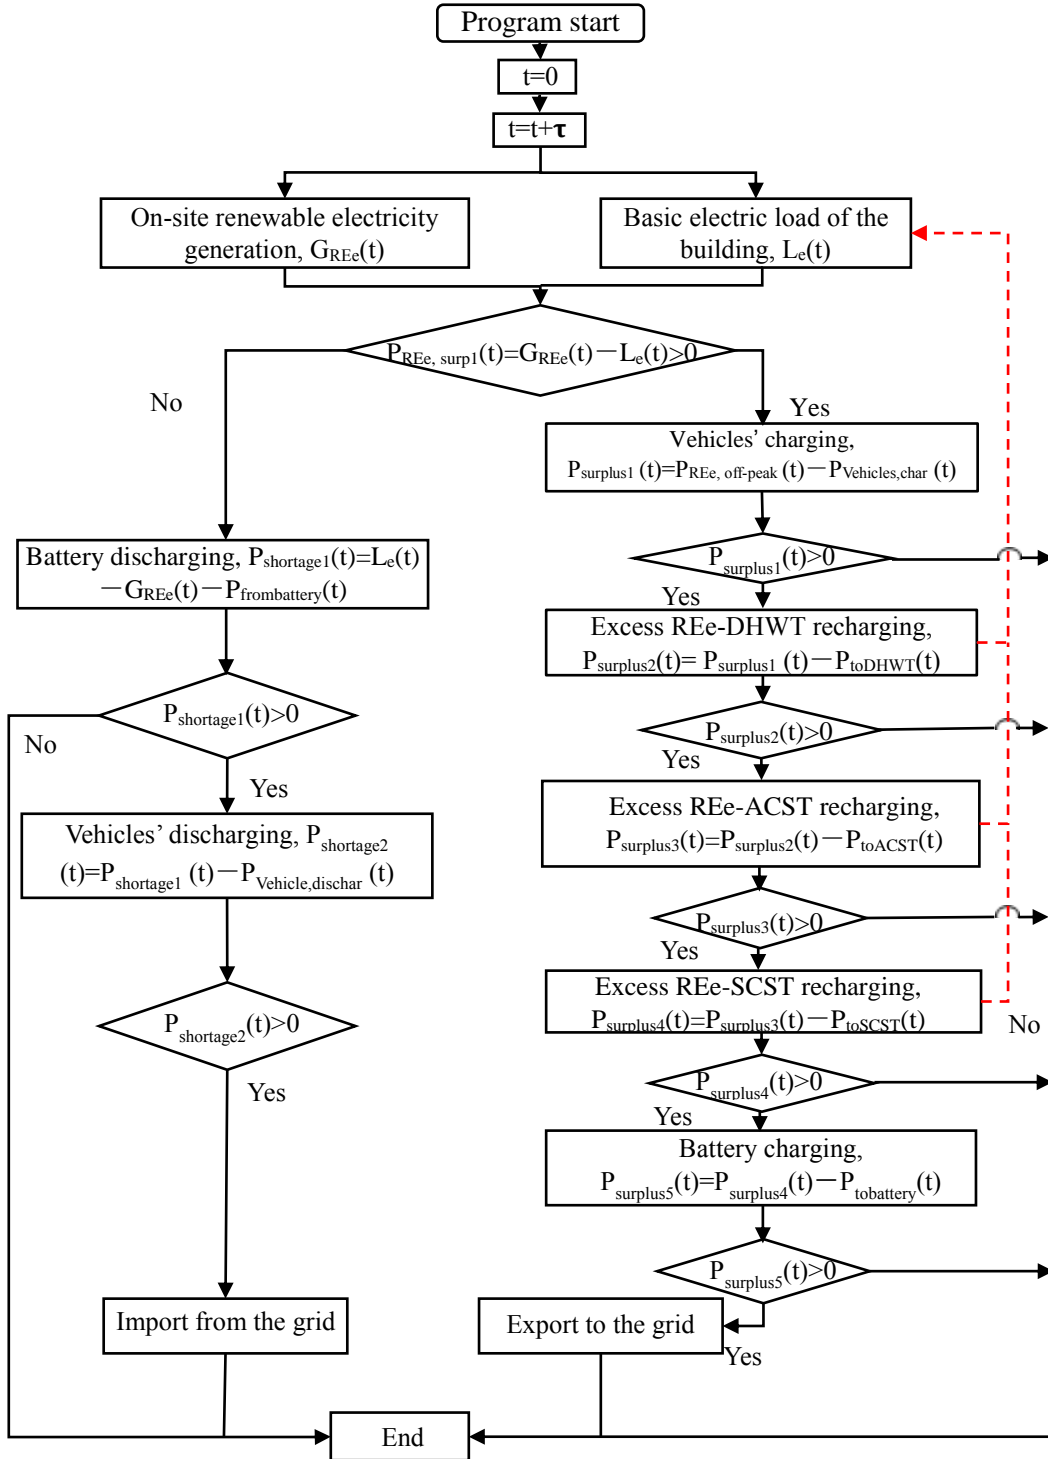 Program start
t=0
t=t+τ
On-site renewable electricity
generation, GREe(t)
Basic electric load of the
building, Le(t)
PREe, surp1(t)=GREe(t)−Le(t)>0
No
Yes
Vehicles’ charging,
Psurplus1 (t)=PREe, off-peak (t)−PVehicles,char (t)
Battery discharging, Pshortage1(t)=Le(t)
−GREe(t)−Pfrombattery(t)
Psurplus1(t)>0
Yes
Excess REe-DHWT recharging,
Psurplus2(t)= Psurplus1 (t)−PtoDHWT(t)
Pshortage1(t)>0
No
Yes
Psurplus2(t)>0
Yes
Excess REe-ACST recharging,
Psurplus3(t)=Psurplus2(t)−PtoACST(t)
Vehicles’ discharging, Pshortage2
(t)=Pshortage1 (t)−PVehicle,dischar (t)
Psurplus3(t)>0
Yes
Excess REe-SCST recharging,
Psurplus4(t)=Psurplus3(t)−PtoSCST(t)
No
Pshortage2(t)>0
Yes
Psurplus4(t)>0
Yes
Battery charging,
Psurplus5(t)=Psurplus4(t)−Ptobattery(t)
Psurplus5(t)>0
Yes
Import from the grid
Export to the grid
End